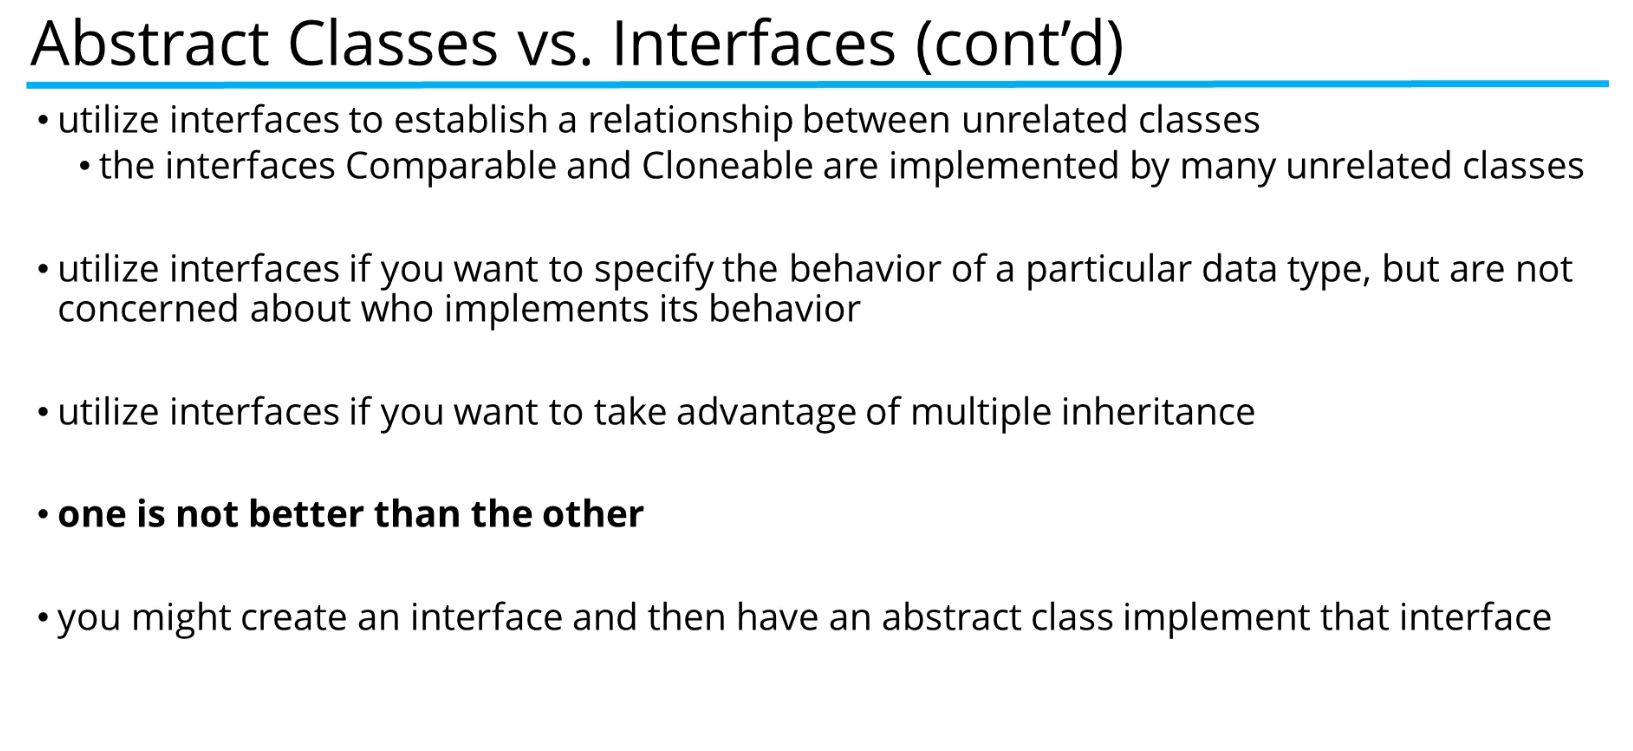 Abstract Classes vs. Interfaces (cont’d)
• utilize interfaces to establish a relationship between unrelated classes
• the interfaces Comparable and Cloneable are implemented by many unrelated classes
• utilize interfaces if you want to specify the behavior of a particular data type, but are not
concerned about who implements its behavior
• utilize interfaces if you want to take advantage of multiple inheritance
• one is not better than the other
• you might create an interface and then have an abstract class implement that interface